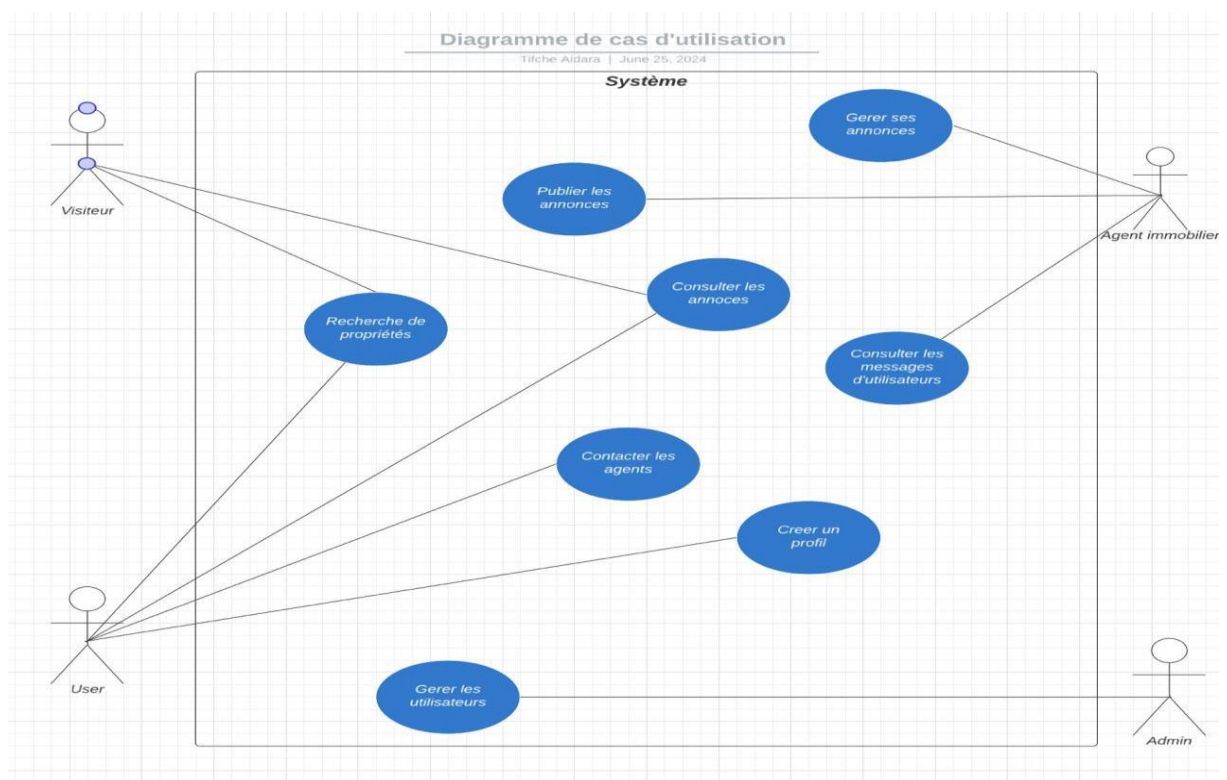 Diagramme de cas d'utilisation
Tifche Aidara | June 25, 2024
Système
Gerer ses
annonces
Publier les
annonces
Visiteur
Agent immobilier
Consulter les
annoces
Recherche de
propriétés
Consulter les
messages
d'utilisateurs
Contacter les
agents
Creer un
profil
User
Gerer les
utilisateurs
Admin